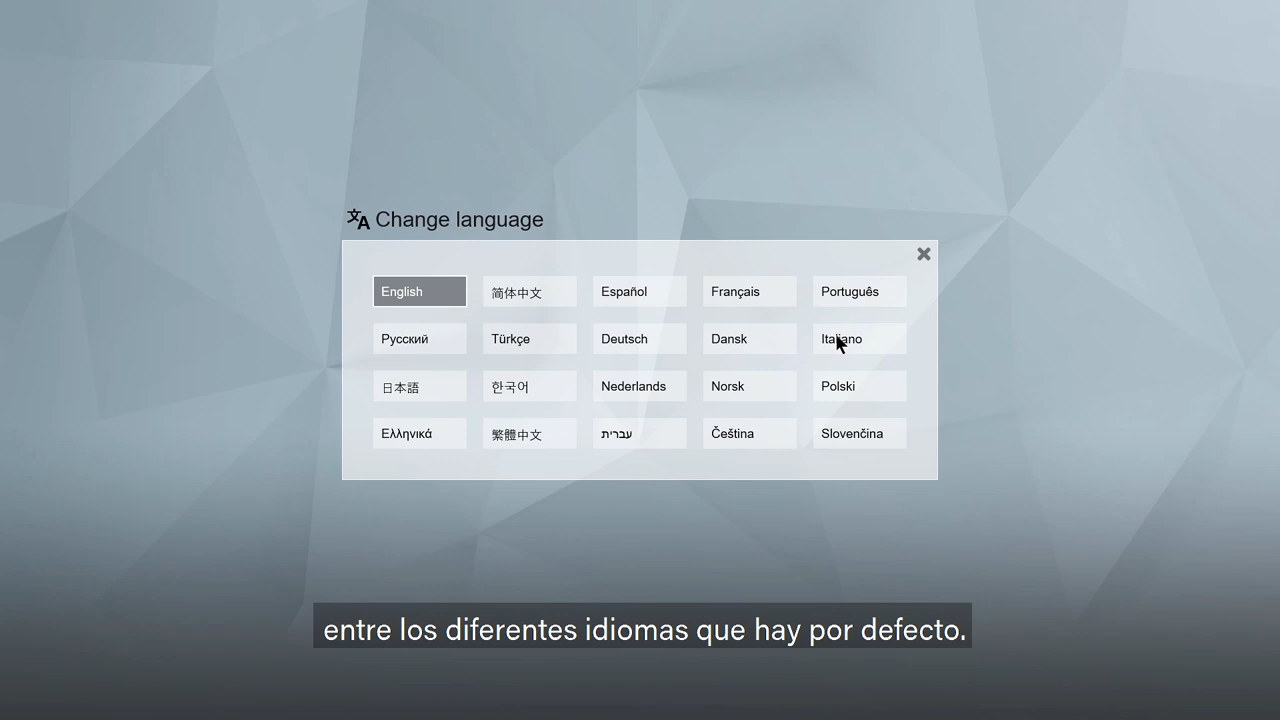 Change language
English 简体中文 Español Français Português
Русский Türkçe Deutsch Dansk Italiano
日本語 한국어 Nederlands Norsk Polski
Ελληνικά 繁體中文 עברית Čeština Slovenčina
entre los diferentes idiomas que hay por defecto.